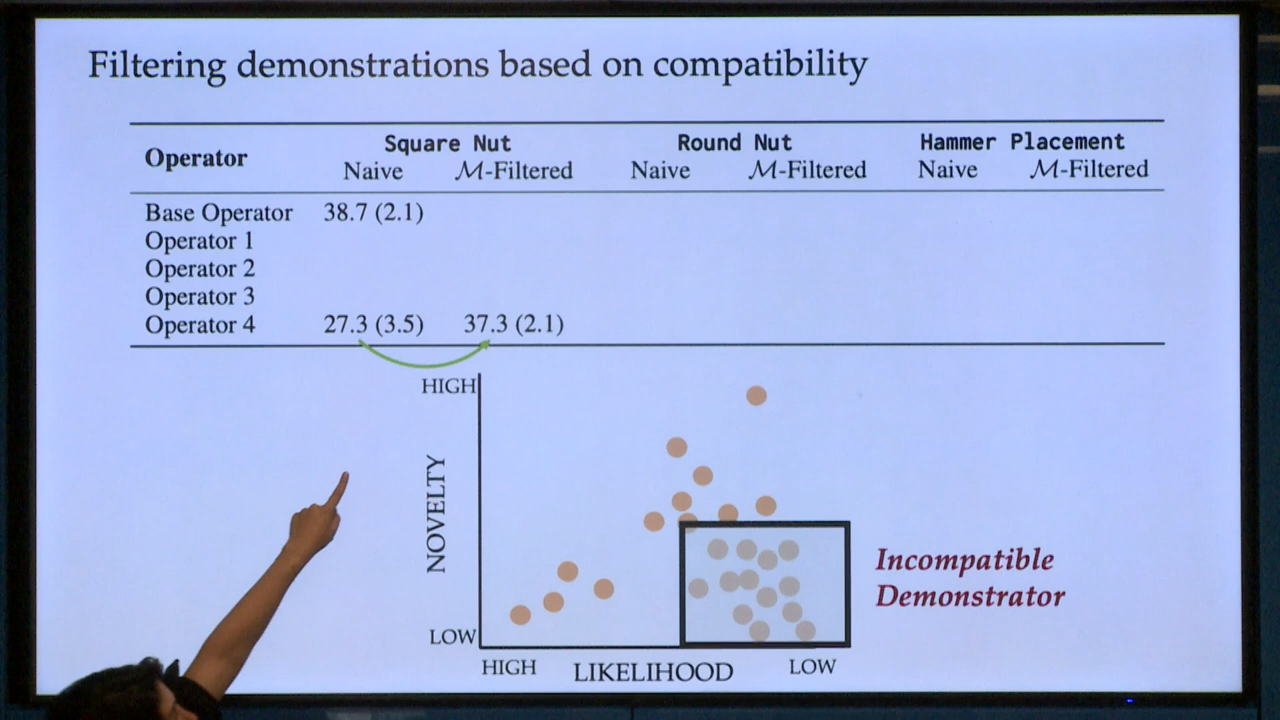 Filtering demonstrations based on compatibility
Operator
Square Nut
Round Nut
Hammer Placement
Naive ℳ-Filtered Naive ℳ-Filtered Naive ℳ-Filtered
Base Operator 38.7 (2.1)
Operator 1
Operator 2
Operator 3
Operator 4 27.3 (3.5) 37.3 (2.1)
HIGH
NOVELTY
LOW
HIGH LIKELIHOOD LOW
Incompatible
Demonstrator